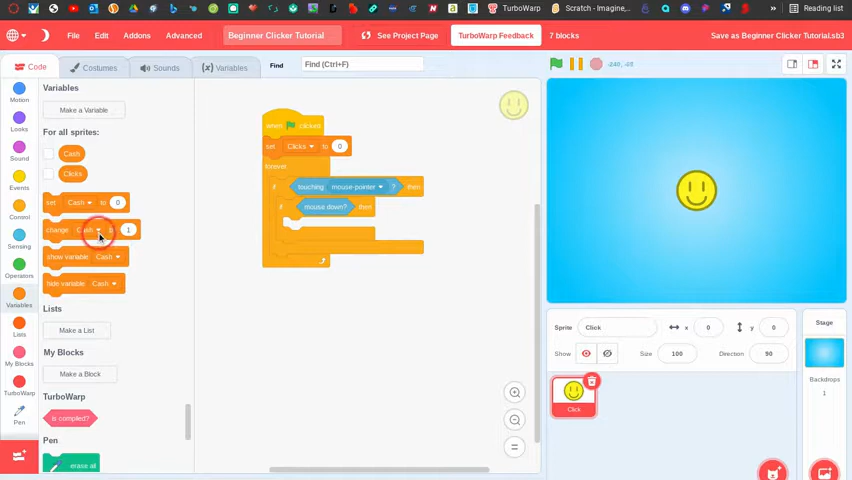 TurboWarp
Scratch - Imagine,
Reading list
File
Edit
Addons
Advanced
Beginner Clicker Tutorial
See Project Page
TurboWarp Feedback
7 blocks
Save as Beginner Clicker Tutorial.sb3
Code
Costumes
Sounds
Variables
Find
Find (Ctrl+F)
-240, -65
Motion
Looks
Sound
Events
Control
Sensing
Operators
Variables
Lists
My Blocks
TurboWarp
Pen
Variables
Make a Variable
For all sprites:
Cash
Clicks
set Cash to 0
change Cash 1
show variable Cash
hide variable Cash
Lists
Make a List
My Blocks
Make a Block
TurboWarp
is compiled?
Pen
erase all
when clicked
set Clicks to 0
forever
if touching mouse-pointer ? then
if mouse down? then
Sprite
Click
x 0
y 0
Show
Size
100
Direction
90
Click
Stage
Backdrops
1